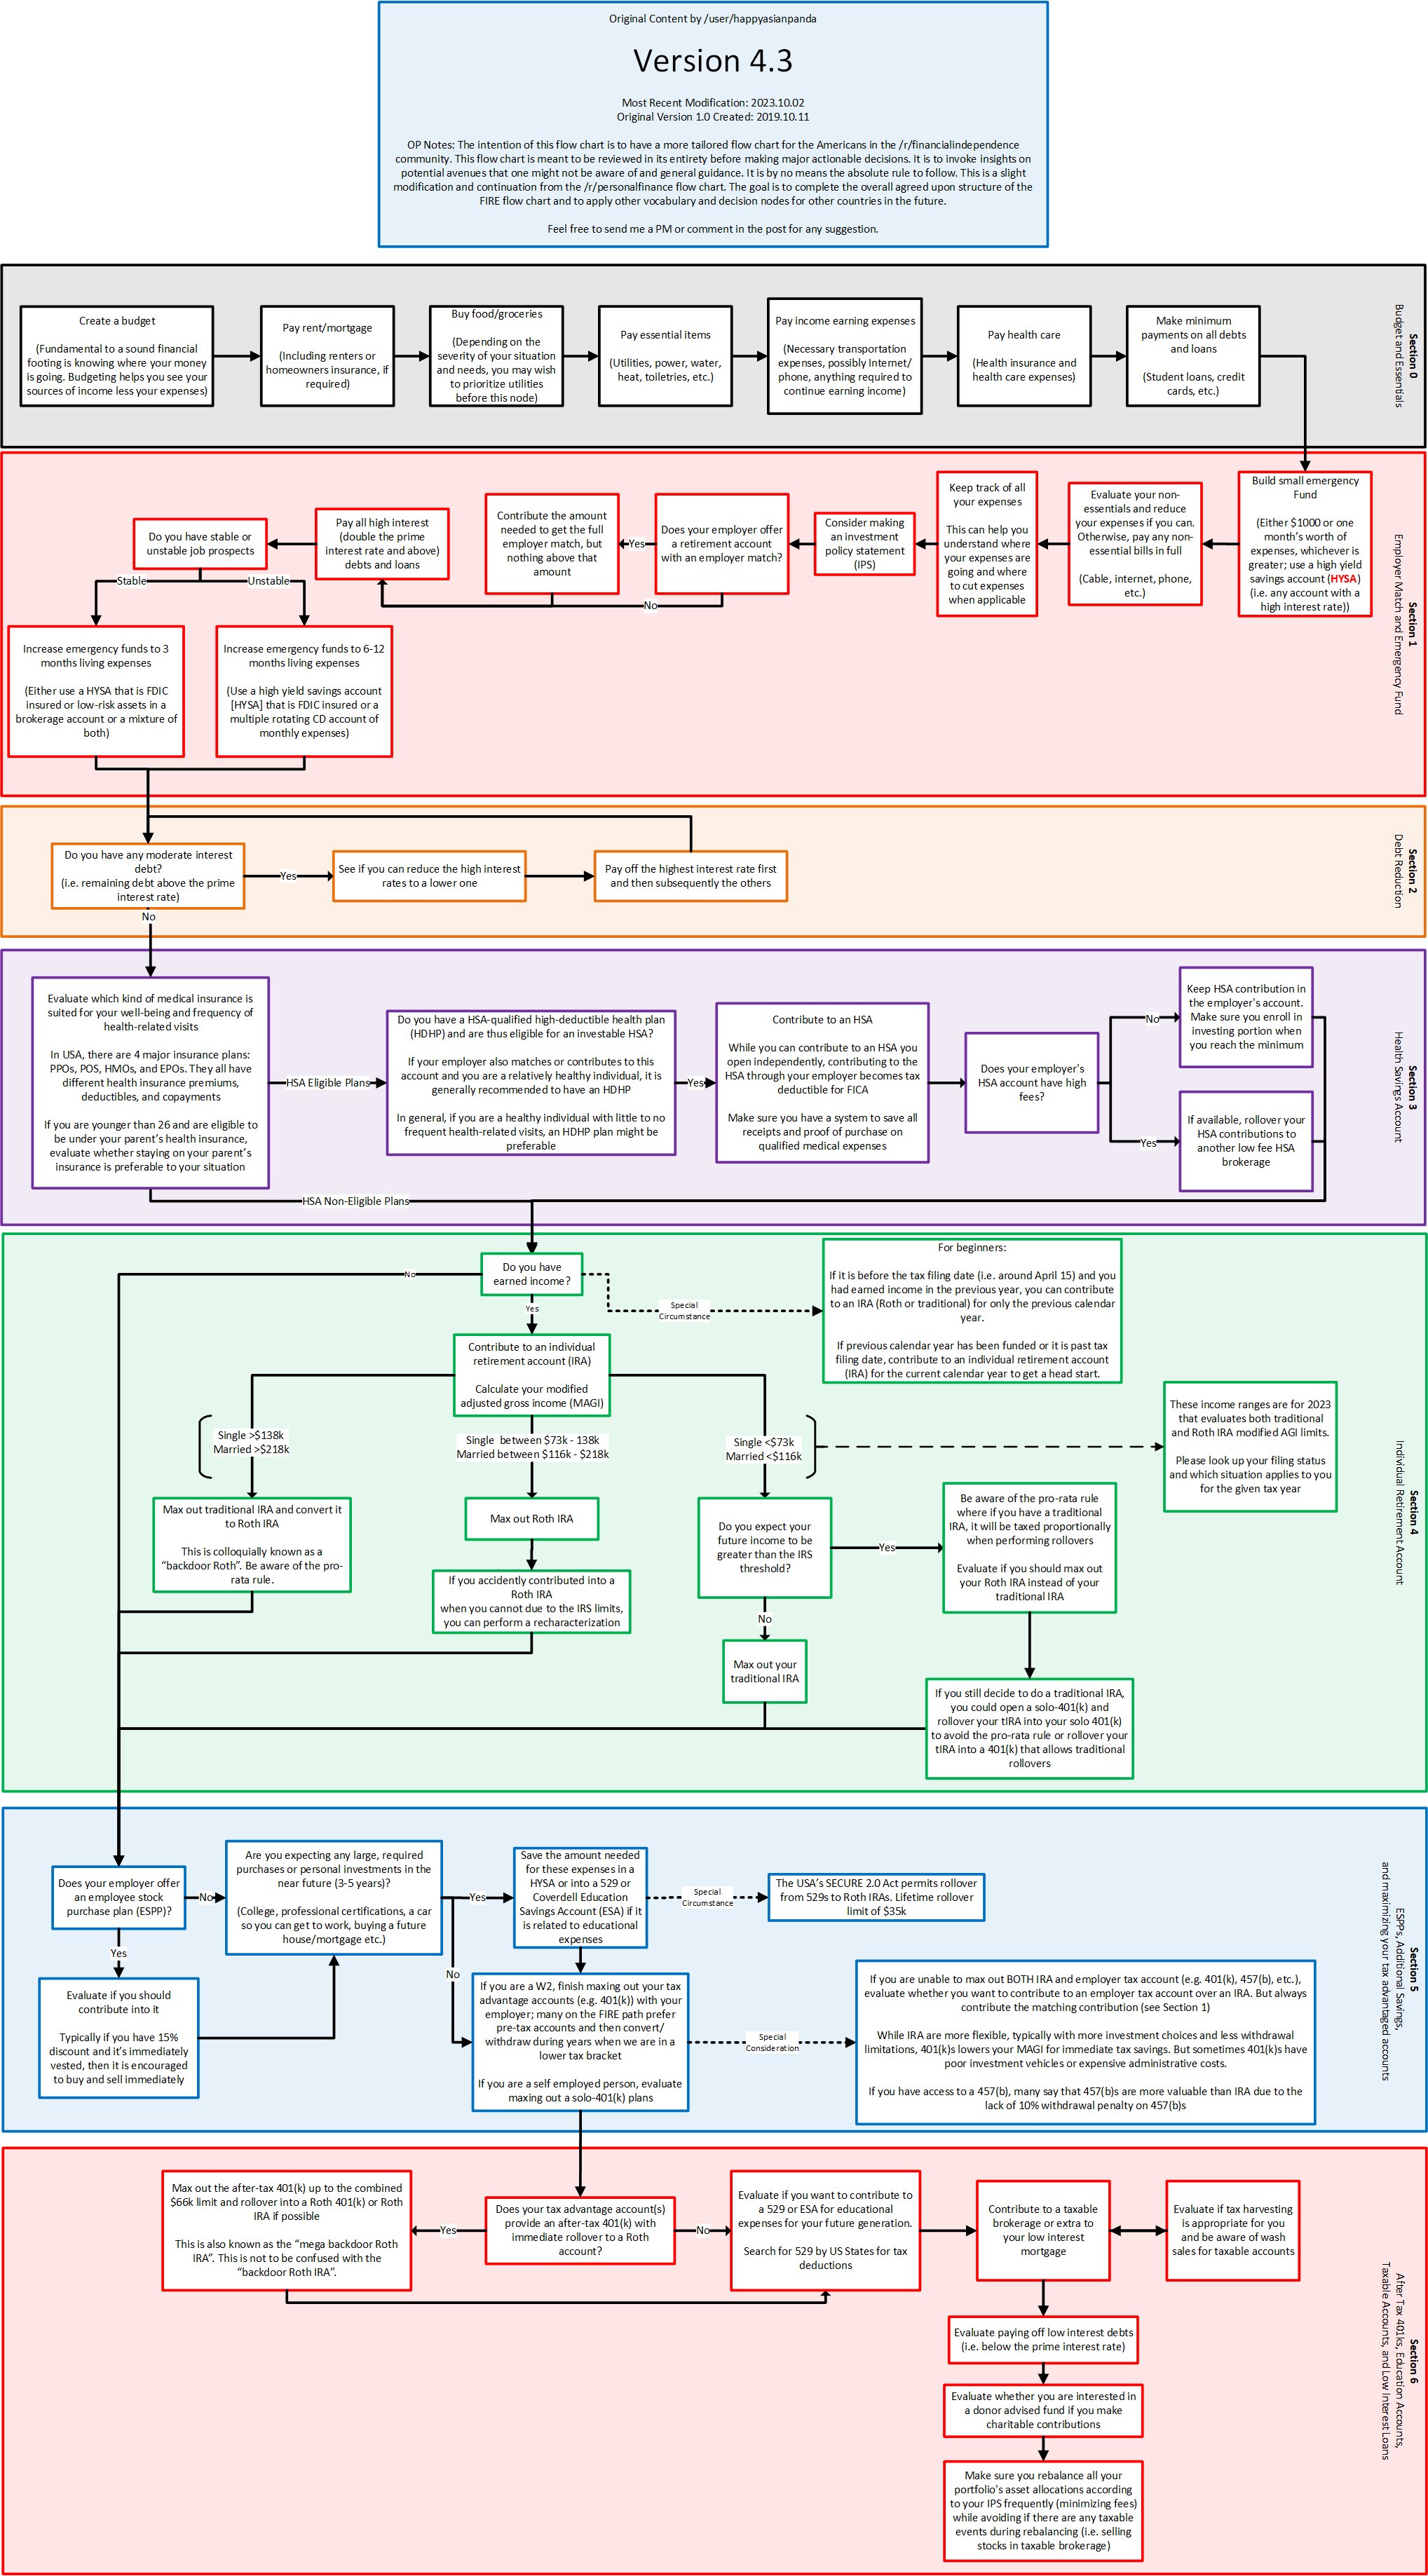 Original Content by /user/happyasianpanda
Version 4.3
Most Recent Modification: 2023.10.02
Original Version 1.0 Created: 2019.10.11
OP Notes: The intention of this flow chart is to have a more tailored flow chart for the Americans in the /r/financialindependence
community. This flow chart is meant to be reviewed in its entirety before making major actionable decisions. It is to invoke insights on
potential avenues that one might not be aware of and general guidance. It is by no means the absolute rule to follow. This is a slight
modification and continuation from the /r/personalfinance flow chart. The goal is to complete the overall agreed upon structure of the
FIRE flow chart and to apply other vocabulary and decision nodes for other countries in the future.
Feel free to send me a PM or comment in the post for any suggestion.
Section 0
Budget and Essentials
Create a budget
(Fundamental to a sound financial
footing is knowing where your money
is going. Budgeting helps you see your
sources of income less your expenses)
Pay rent/mortgage
(Including renters or
homeowners insurance, if
required)
Buy food/groceries
(Depending on the
severity of your situation
and needs, you may wish
to prioritize utilities
before this node)
Pay essential items
(Utilities, power, water,
heat, toiletries, etc.)
Pay income earning expenses
(Necessary transportation
expenses, possibly Internet/
phone, anything required to
continue earning income)
Pay health care
(Health insurance and
health care expenses)
Make minimum
payments on all debts
and loans
(Student loans, credit
cards, etc.)
Section 1
Employer Match and Emergency Fund
Build small emergency
Fund
(Either $1000 or one
month's worth of
expenses, whichever is
greater; use a high yield
savings account (HYSA)
(i.e. any account with a
high interest rate))
Evaluate your non-
essentials and reduce
your expenses if you can.
Otherwise, pay any non-
essential bills in full
(Cable, internet, phone,
etc.)
Keep track of all
your expenses
This can help you
understand where
your expenses are
going and where
to cut expenses
when applicable
Consider making
an investment
policy statement
(IPS)
Does your employer offer
a retirement account
with an employer match?
Yes
No
Contribute the amount
needed to get the full
employer match, but
nothing above that
amount
Pay all high interest
(double the prime
interest rate and above)
debts and loans
Do you have stable or
unstable job prospects
Stable
Unstable
Increase emergency funds to 3
months living expenses
(Either use a HYSA that is FDIC
insured or low-risk assets in a
brokerage account or a mixture of
both)
Increase emergency funds to 6-12
months living expenses
(Use a high yield savings account
[HYSA] that is FDIC insured or a
multiple rotating CD account of
monthly expenses)
Section 2
Debt Reduction
Do you have any moderate interest
debt?
(i.e. remaining debt above the prime
interest rate)
Yes
No
See if you can reduce the high interest
rates to a lower one
Pay off the highest interest rate first
and then subsequently the others
Section 3
Health Savings Account
Evaluate which kind of medical insurance is
suited for your well-being and frequency of
health-related visits
In USA, there are 4 major insurance plans:
PPOs, POS, HMOs, and EPOs. They all have
different health insurance premiums,
deductibles, and copayments
If you are younger than 26 and are eligible to
be under your parent's health insurance,
evaluate whether staying on your parent's
insurance is preferable to your situation
HSA Eligible Plans
HSA Non-Eligible Plans
Do you have a HSA-qualified high-deductible health plan
(HDHP) and are thus eligible for an investable HSA?
If your employer also matches or contributes to this
account and you are a relatively healthy individual, it is
generally recommended to have an HDHP
In general, if you are a healthy individual with little to no
frequent health-related visits, an HDHP plan might be
preferable
Yes
Contribute to an HSA
While you can contribute to an HSA you
open independently, contributing to the
HSA through your employer becomes tax
deductible for FICA
Make sure you have a system to save all
receipts and proof of purchase on
qualified medical expenses
Does your employer's
HSA account have high
fees?
No
Yes
Keep HSA contribution in
the employer's account.
Make sure you enroll in
investing portion when
you reach the minimum
If available, rollover your
HSA contributions to
another low fee HSA
brokerage
Section 4
Individual Retirement Account
Do you have
earned income?
No
Yes
Special
Circumstance
For beginners:
If it is before the tax filing date (i.e. around April 15) and you
had earned income in the previous year, you can contribute
to an IRA (Roth or traditional) for only the previous calendar
year.
If previous calendar year has been funded or it is past tax
filing date, contribute to an individual retirement account
(IRA) for the current calendar year to get a head start.
Contribute to an individual
retirement account (IRA)
Calculate your modified
adjusted gross income (MAGI)
Single >$138k
Married >$218k
Single between $73k - 138k
Married between $116k - $218k
Single <$73k
Married <$116k
These income ranges are for 2023
that evaluates both traditional
and Roth IRA modified AGI limits.
Please look up your filing status
and which situation applies to you
for the given tax year
Max out traditional IRA and convert it
to Roth IRA
This is colloquially known as a
"backdoor Roth". Be aware of the pro-
rata rule.
Max out Roth IRA
If you accidently contributed into a
Roth IRA
when you cannot due to the IRS limits,
you can perform a recharacterization
Do you expect your
future income to be
greater than the IRS
threshold?
Yes
No
Be aware of the pro-rata rule
where if you have a traditional
IRA, it will be taxed proportionally
when performing rollovers
Evaluate if you should max out
your Roth IRA instead of your
traditional IRA
Max out your
traditional IRA
If you still decide to do a traditional IRA,
you could open a solo-401(k) and
rollover your tIRA into your solo 401(k)
to avoid the pro-rata rule or rollover your
tIRA into a 401(k) that allows traditional
rollovers
Section 5
ESPPs, Additional Savings,
and maximizing your tax advantaged accounts
Does your employer offer
an employee stock
purchase plan (ESPP)?
No
Yes
Evaluate if you should
contribute into it
Typically if you have 15%
discount and it's immediately
vested, then it is encouraged
to buy and sell immediately
Are you expecting any large, required
purchases or personal investments in the
near future (3-5 years)?
(College, professional certifications, a car
so you can get to work, buying a future
house/mortgage etc.)
Yes
No
Save the amount needed
for these expenses in a
HYSA or into a 529 or
Coverdell Education
Savings Account (ESA) if it
is related to educational
expenses
Special
Circumstance
The USA's SECURE 2.0 Act permits rollover
from 529s to Roth IRAs. Lifetime rollover
limit of $35k
If you are a W2, finish maxing out your tax
advantage accounts (e.g. 401(k)) with your
employer; many on the FIRE path prefer
pre-tax accounts and then convert/
withdraw during years when we are in a
lower tax bracket
If you are a self employed person, evaluate
maxing out a solo-401(k) plans
Special
Consideration
If you are unable to max out BOTH IRA and employer tax account (e.g. 401(k), 457(b), etc.),
evaluate whether you want to contribute to an employer tax account over an IRA. But always
contribute the matching contribution (see Section 1)
While IRA are more flexible, typically with more investment choices and less withdrawal
limitations, 401(k)s lowers your MAGI for immediate tax savings. But sometimes 401(k)s have
poor investment vehicles or expensive administrative costs.
If you have access to a 457(b), many say that 457(b)s are more valuable than IRA due to the
lack of 10% withdrawal penalty on 457(b)s
Section 6
After Tax 401ks, Education Accounts,
Taxable Accounts, and Low Interest Loans
Max out the after-tax 401(k) up to the combined
$66k limit and rollover into a Roth 401(k) or Roth
IRA if possible
This is also known as the "mega backdoor Roth
IRA". This is not to be confused with the
"backdoor Roth IRA".
Yes
Does your tax advantage account(s)
provide an after-tax 401(k) with
immediate rollover to a Roth
account?
No
Evaluate if you want to contribute to
a 529 or ESA for educational
expenses for your future generation.
Search for 529 by US States for tax
deductions
Contribute to a taxable
brokerage or extra to
your low interest
mortgage
Evaluate if tax harvesting
is appropriate for you
and be aware of wash
sales for taxable accounts
Evaluate paying off low interest debts
(i.e. below the prime interest rate)
Evaluate whether you are interested in
a donor advised fund if you make
charitable contributions
Make sure you rebalance all your
portfolio's asset allocations according
to your IPS frequently (minimizing fees)
while avoiding if there are any taxable
events during rebalancing (i.e. selling
stocks in taxable brokerage)